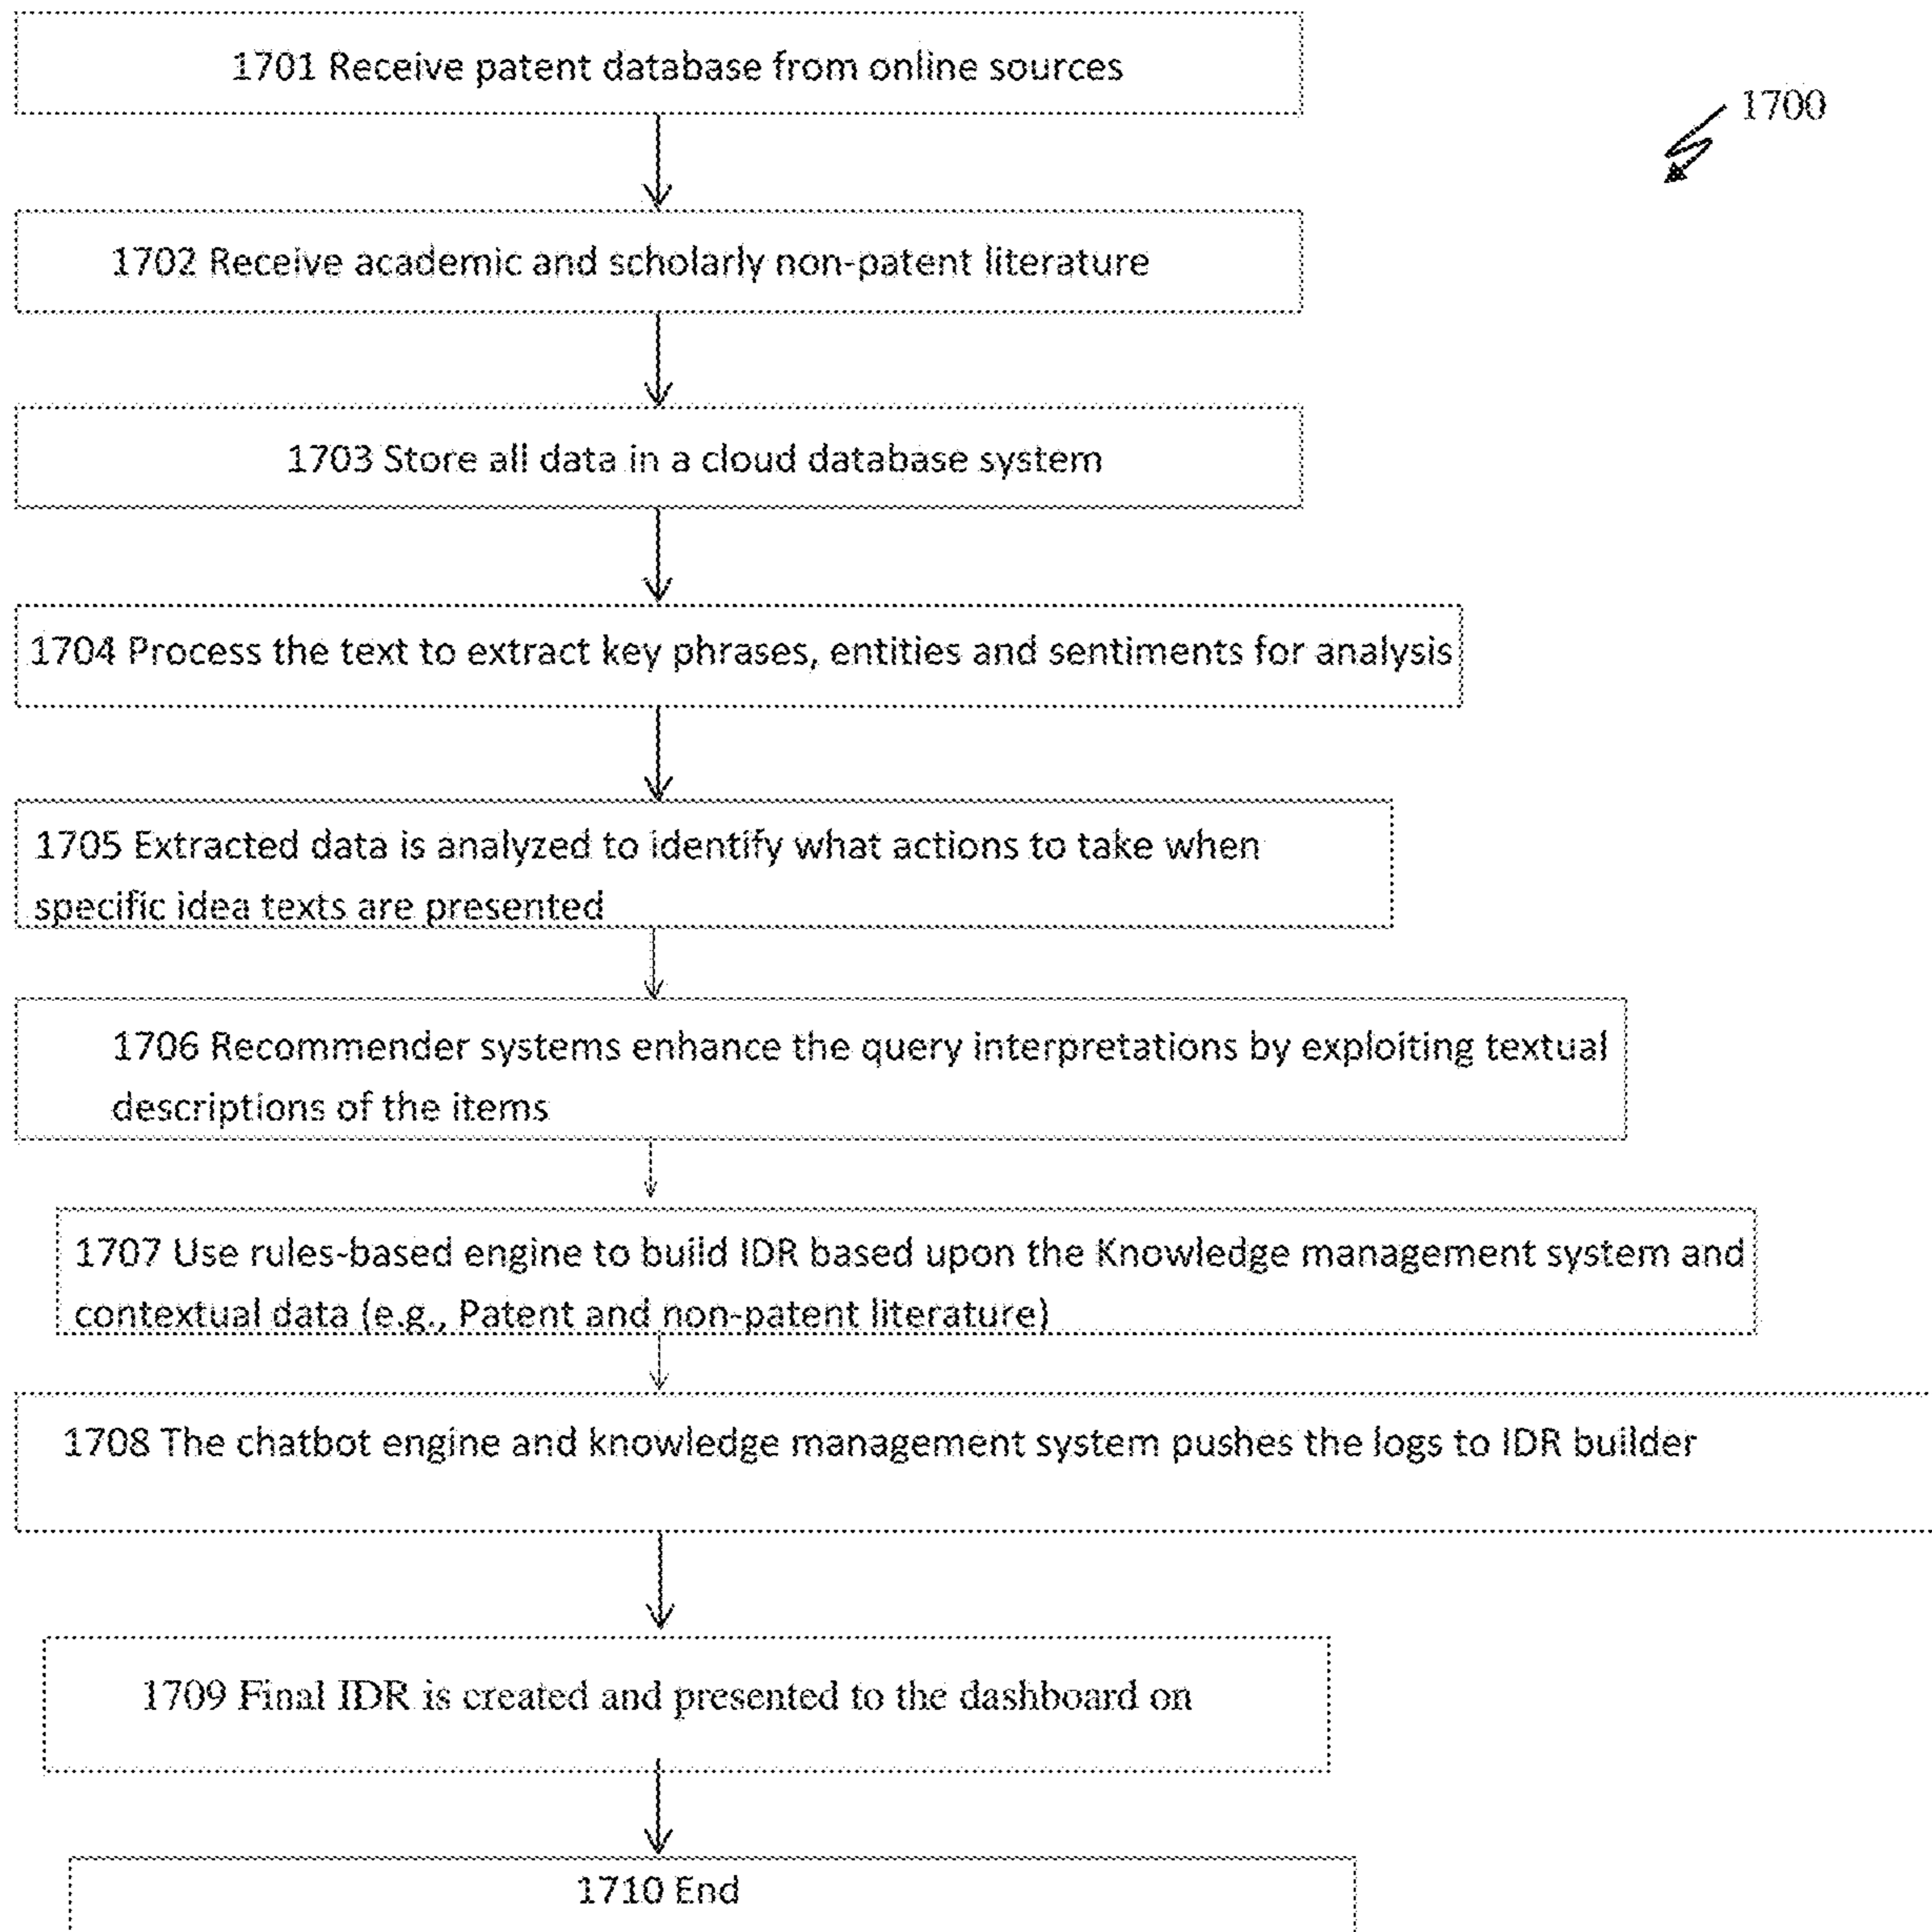 1701 Receive patent database from online sources
1700
1702 Receive academic and scholarly non-patent literature
1703 Store all data in a cloud database system
1704 Process the text to extract key phrases, entities and sentiments for analysis
1705 Extracted data is analyzed to identify what actions to take when
specific idea texts are presented
1706 Recommender systems enhance the query interpretations by exploiting textual
descriptions of the items
1707 Use rules-based engine to build IDR based upon the Knowledge management system and
contextual data (e.g., Patent and non-patent literature)
1708 The chatbot engine and knowledge management system pushes the logs to IDR builder
1709 Final IDR is created and presented to the dashboard on
1710 End